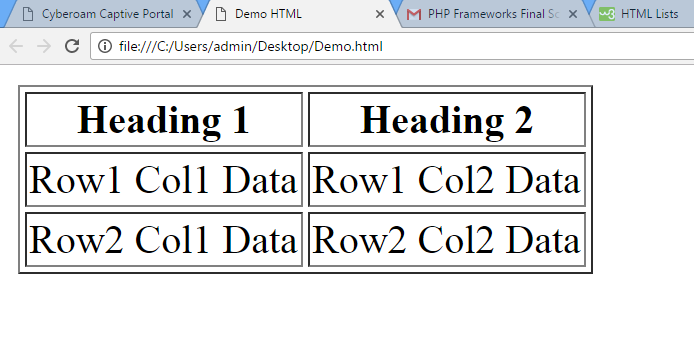 Cyberoam Captive Portal Demo HTML PHP Frameworks Final Sc HTML Lists
file:///C:/Users/admin/Desktop/Demo.html
Heading 1 Heading 2
Row1 Col1 Data Row1 Col2 Data
Row2 Col1 Data Row2 Col2 Data